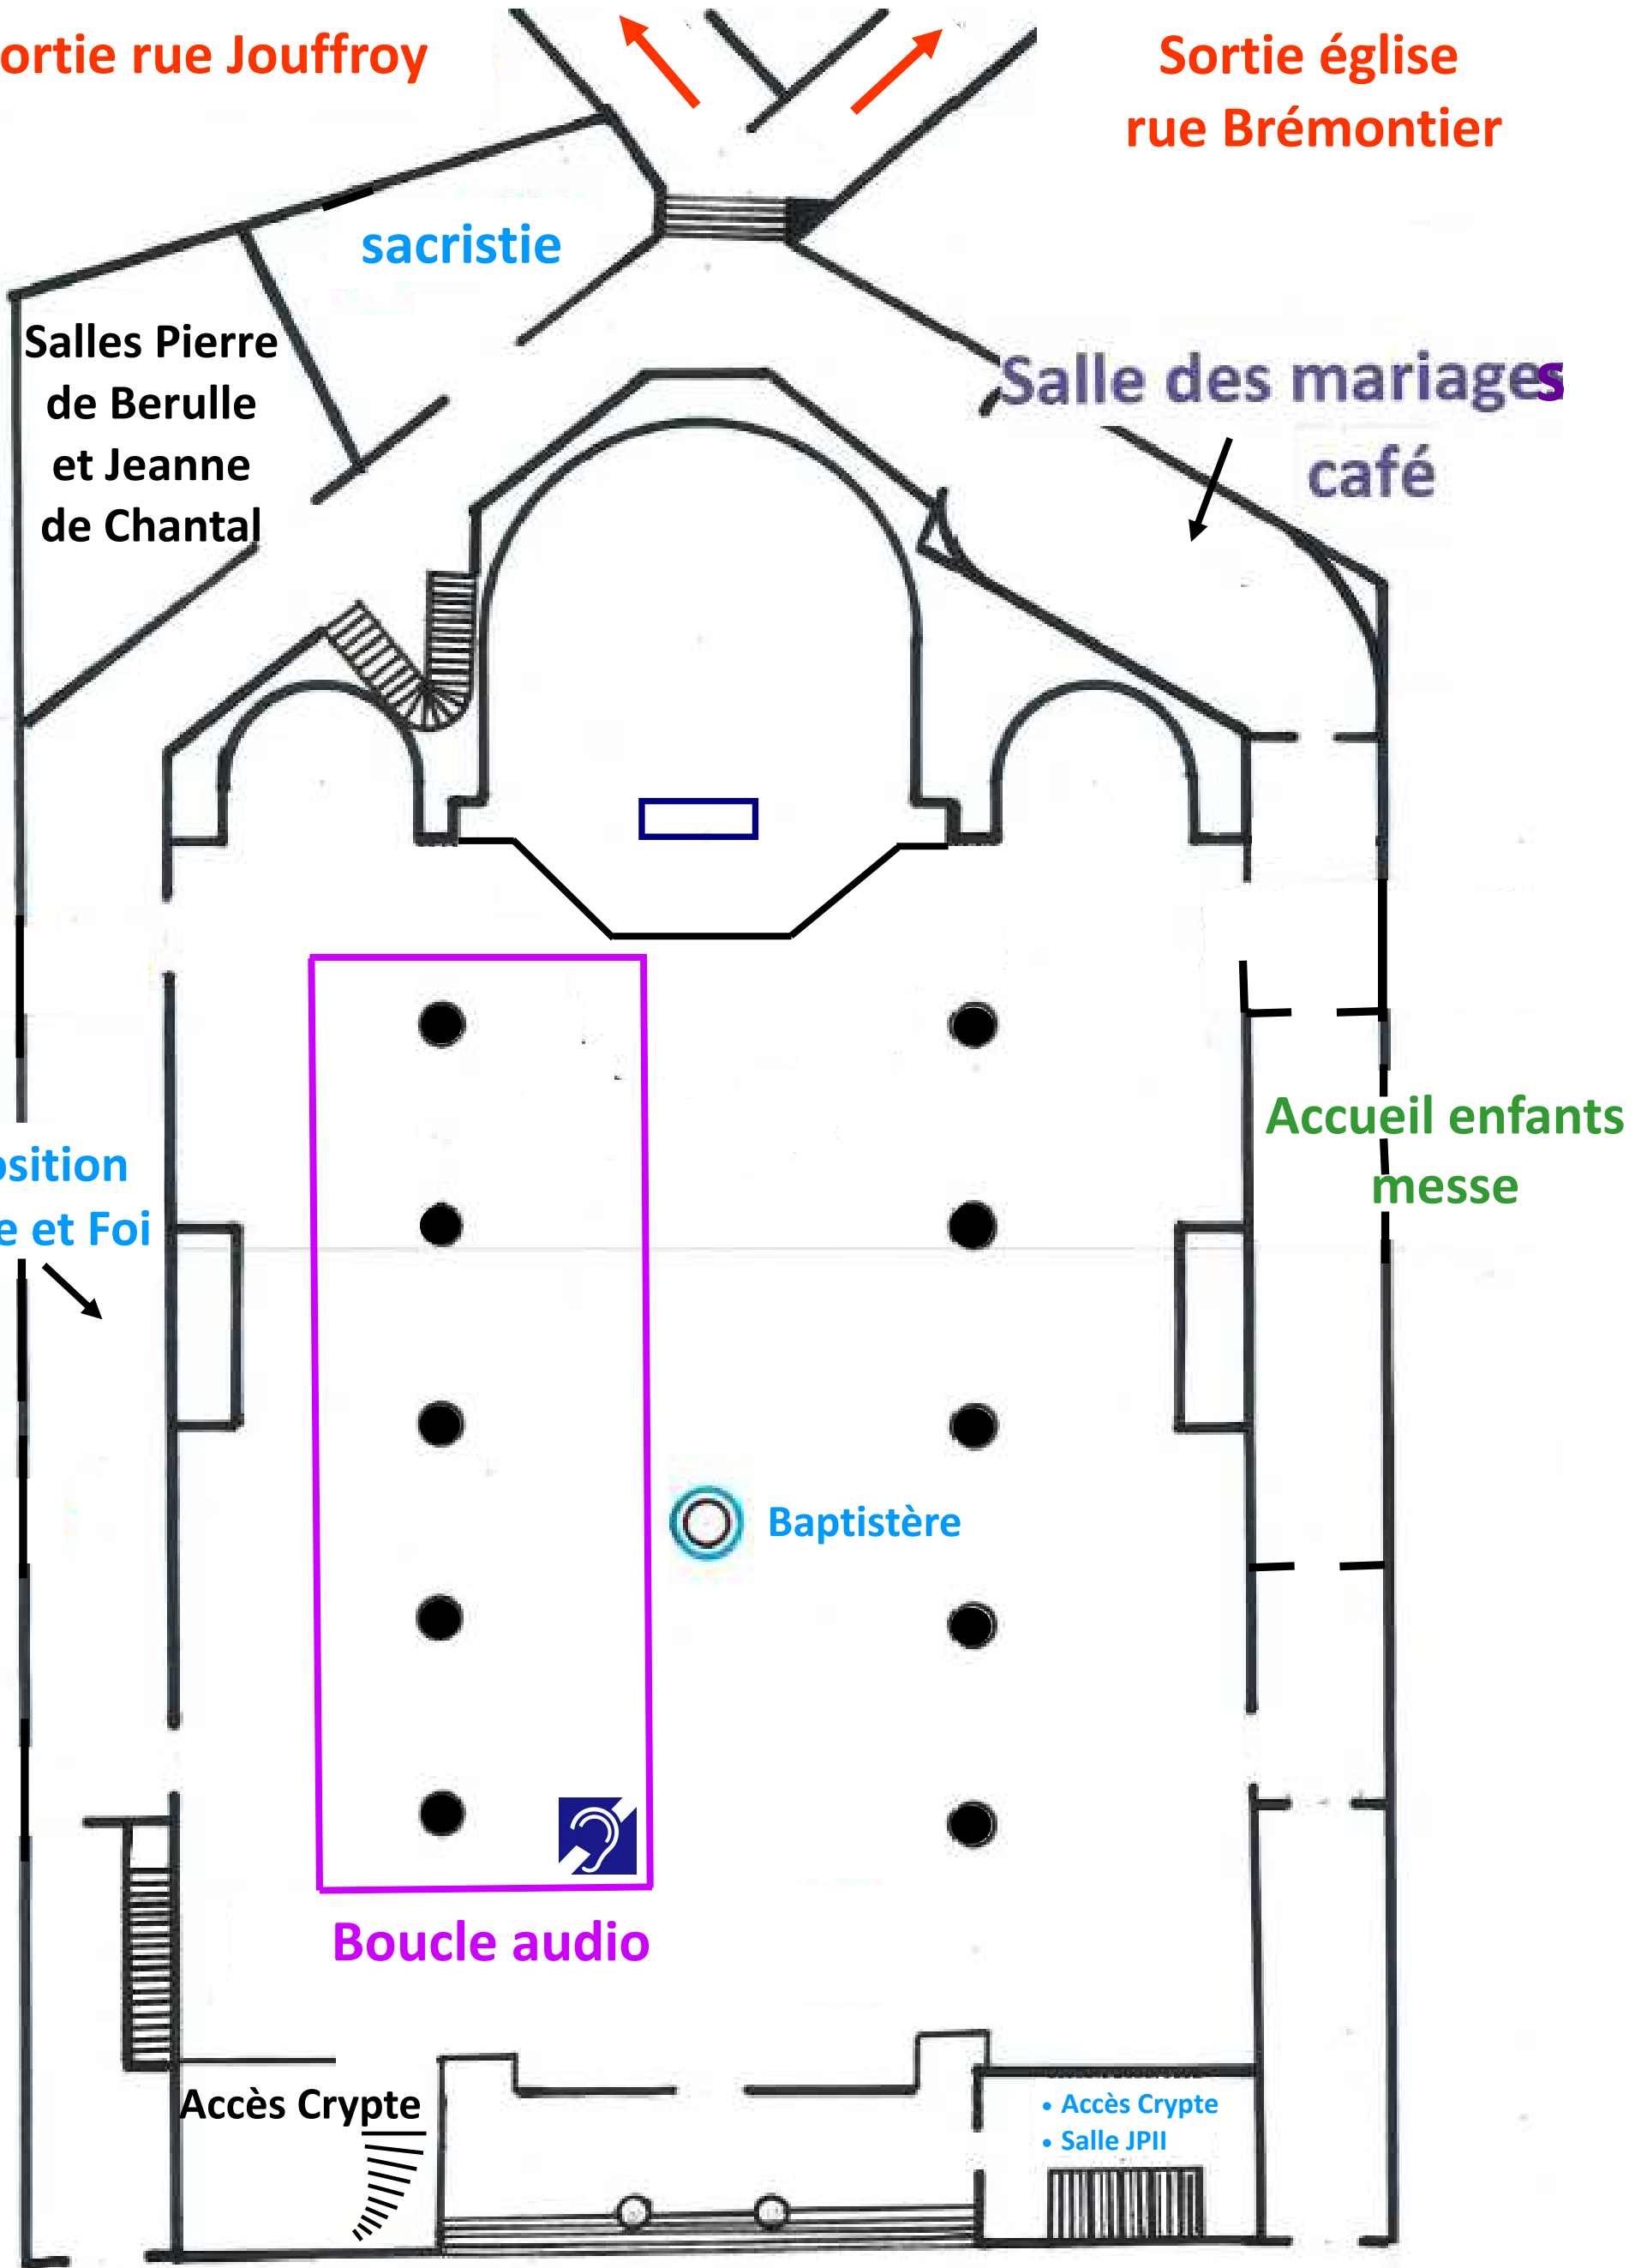 ortie rue Jouffroy
Sortie église
rue Brémontier
sacristie
Salles Pierre
de Berulle
et Jeanne
de Chantal
Salle des mariages
café
Accueil enfants
messe
osition
e et Foi
Baptistère
Boucle audio
Accès Crypte
• Accès Crypte
• Salle JPII